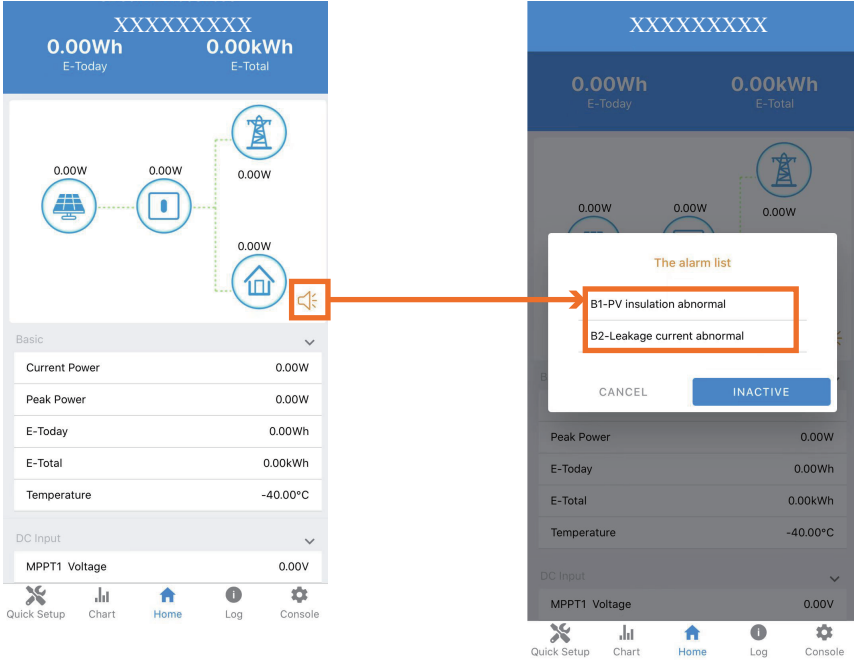 XXXXXXXXX
0.00Wh 0.00kWh
E-Today E-Total
0.00W 0.00W 0.00W
0.00W
Basic
Current Power 0.00W
Peak Power 0.00W
E-Today 0.00Wh
E-Total 0.00kWh
Temperature -40.00°C
DC Input
MPPT1 Voltage 0.00V
Quick Setup Chart Home Log Console
XXXXXXXXX
0.00Wh 0.00kWh
E-Today E-Total
0.00W 0.00W 0.00W
The alarm list
B1-PV insulation abnormal
B2-Leakage current abnormal
CANCEL INACTIVE
B
Peak Power 0.00W
E-Today 0.00Wh
E-Total 0.00kWh
Temperature -40.00°C
DC Input
MPPT1 Voltage 0.00V
Quick Setup Chart Home Log Console